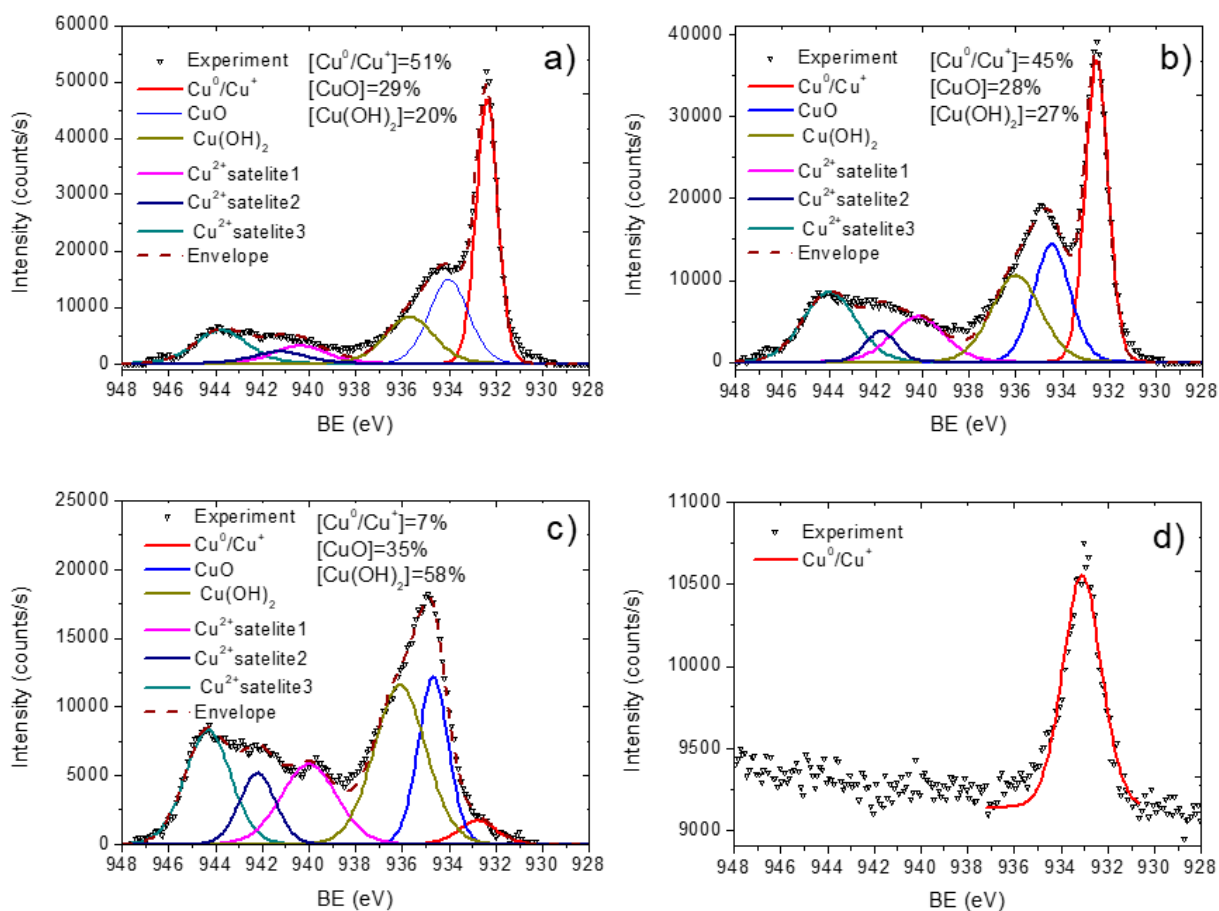 a)
Experiment
Cu⁰/Cu⁺
CuO
Cu(OH)₂
Cu²⁺satelite1
Cu²⁺satelite2
Cu²⁺satelite3
Envelope
[Cu⁰/Cu⁺]=51%
[CuO]=29%
[Cu(OH)₂]=20%
60000
50000
40000
30000
20000
10000
0
Intensity (counts/s)
948 946 944 942 940 938 936 934 932 930 928
BE (eV)
b)
Experiment
Cu⁰/Cu⁺
CuO
Cu(OH)₂
Cu²⁺satelite1
Cu²⁺satelite2
Cu²⁺satelite3
Envelope
[Cu⁰/Cu⁺]=45%
[CuO]=28%
[Cu(OH)₂]=27%
40000
30000
20000
10000
0
Intensity (counts/s)
948 946 944 942 940 938 936 934 932 930 928
BE (eV)
c)
Experiment
Cu⁰/Cu⁺
CuO
Cu(OH)₂
Cu²⁺satelite1
Cu²⁺satelite2
Cu²⁺satelite3
Envelope
[Cu⁰/Cu⁺]=7%
[CuO]=35%
[Cu(OH)₂]=58%
25000
20000
15000
10000
5000
0
Intensity (counts/s)
948 946 944 942 940 938 936 934 932 930 928
BE (eV)
d)
Experiment
Cu⁰/Cu⁺
11000
10500
10000
9500
9000
Intensity (counts/s)
948 946 944 942 940 938 936 934 932 930 928
BE (eV)